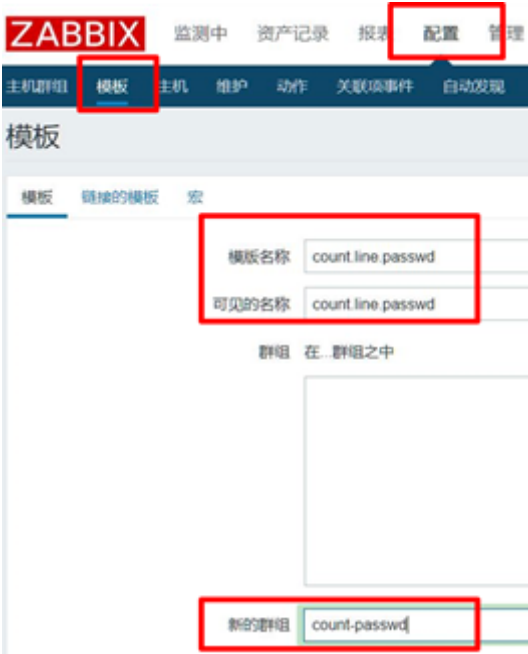 ZABBIX 监测中 资产记录 报表 配置 管理
主机群组 模板 主机 维护 动作 关联项事件 自动发现
模板
模板 链接的模板 宏
模版名称 count.line.passwd
可见的名称 count.line.passwd
群组 在...群组之中
新的群组 count-passwd